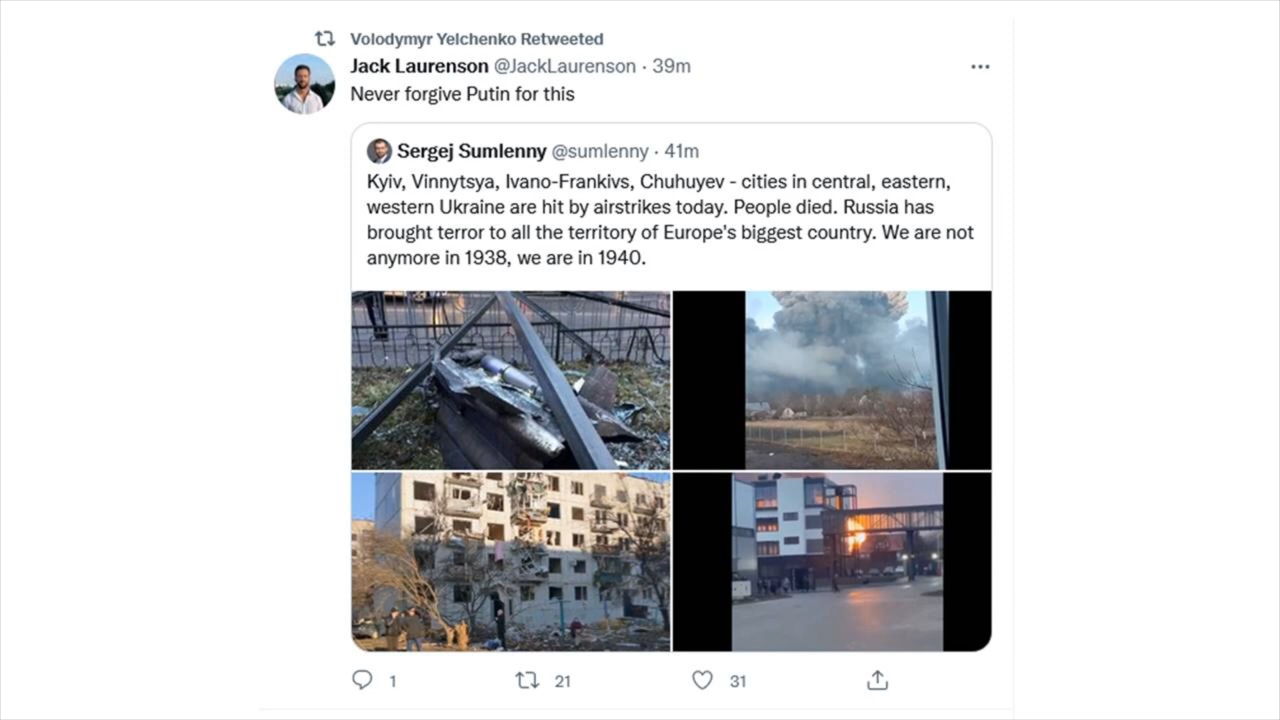 Volodymyr Yelchenko Retweeted
Jack Laurenson @JackLaurenson · 39m
Never forgive Putin for this
Sergej Sumlenny @sumlenny · 41m
Kyiv, Vinnytsya, Ivano-Frankivs, Chuhuyev - cities in central, eastern,
western Ukraine are hit by airstrikes today. People died. Russia has
brought terror to all the territory of Europe's biggest country. We are not
anymore in 1938, we are in 1940.
1 21 31